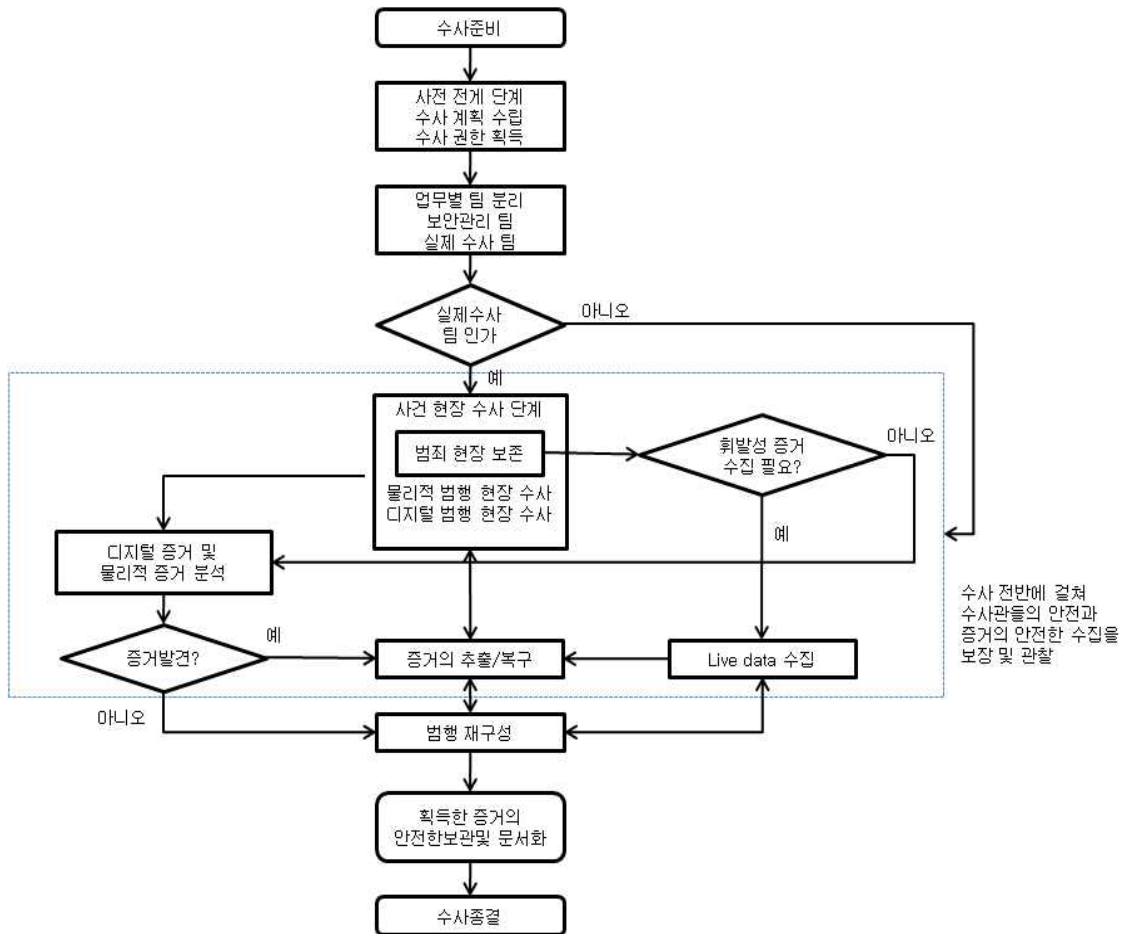 수사준비
사전 전게 단계
수사 계획 수립
수사 권한 획득
업무별 팀 분리
보안관리 팀
실제 수사 팀
실제수사
팀 인가
아니오
예
사건 현장 수사 단계
범죄 현장 보존
물리적 범행 현장 수사
디지털 범행 현장 수사
휘발성 증거
수집 필요?
아니오
예
디지털 증거 및
물리적 증거 분석
수사 전반에 걸쳐
수사관들의 안전과
증거의 안전한 수집을
보장 및 관찰
증거발견?
예
아니오
증거의 추출/복구
Live data 수집
범행 재구성
획득한 증거의
안전한보관및 문서화
수사종결